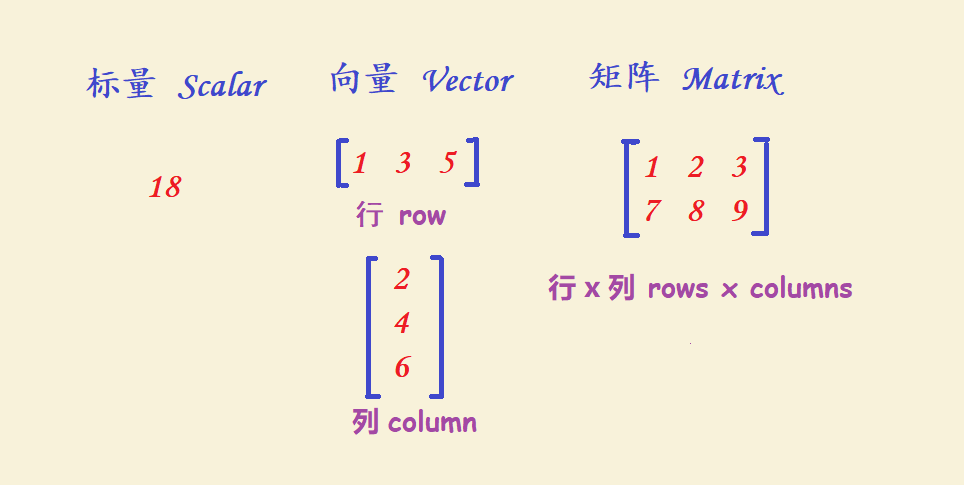 标量 Scalar
18
向量 Vector
1 3 5
行 row
2
4
6
列 column
矩阵 Matrix
1 2 3
7 8 9
行 x 列 rows × columns